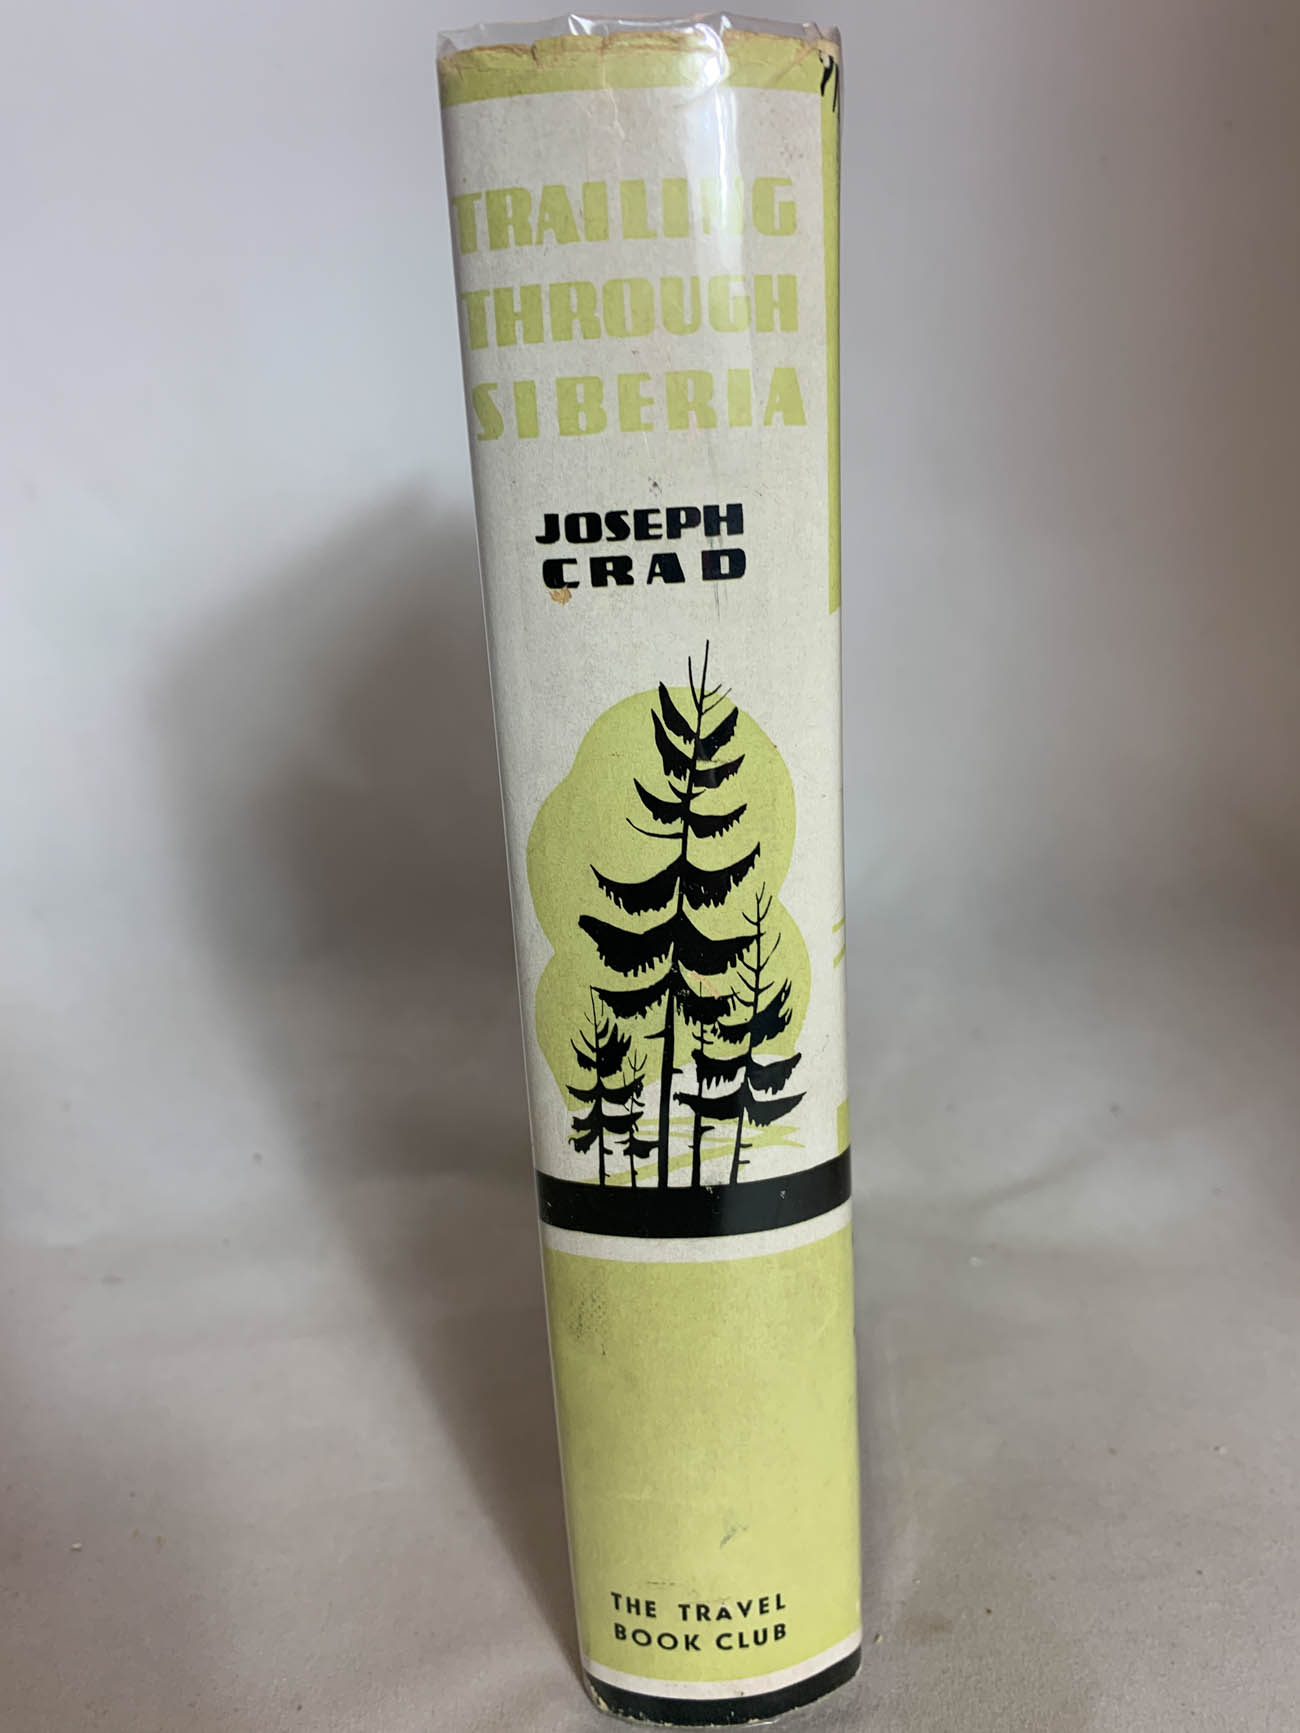 TRAILING
THROUGH
SIBERIA
JOSEPH
CRAD
THE TRAVEL
BOOK CLUB